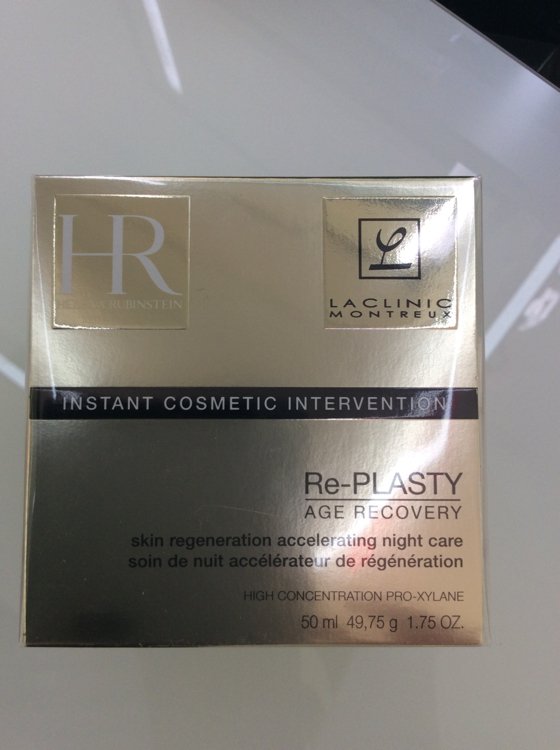 HR
RUBINSTEIN
LACLINIC
MONTREUX
INSTANT COSMETIC INTERVENTION
Re-PLASTY
AGE RECOVERY
skin regeneration accelerating night care
soin de nuit accélérateur de régénération
HIGH CONCENTRATION PRO-XYLANE
50 ml 49,75 g 1.75 OZ.